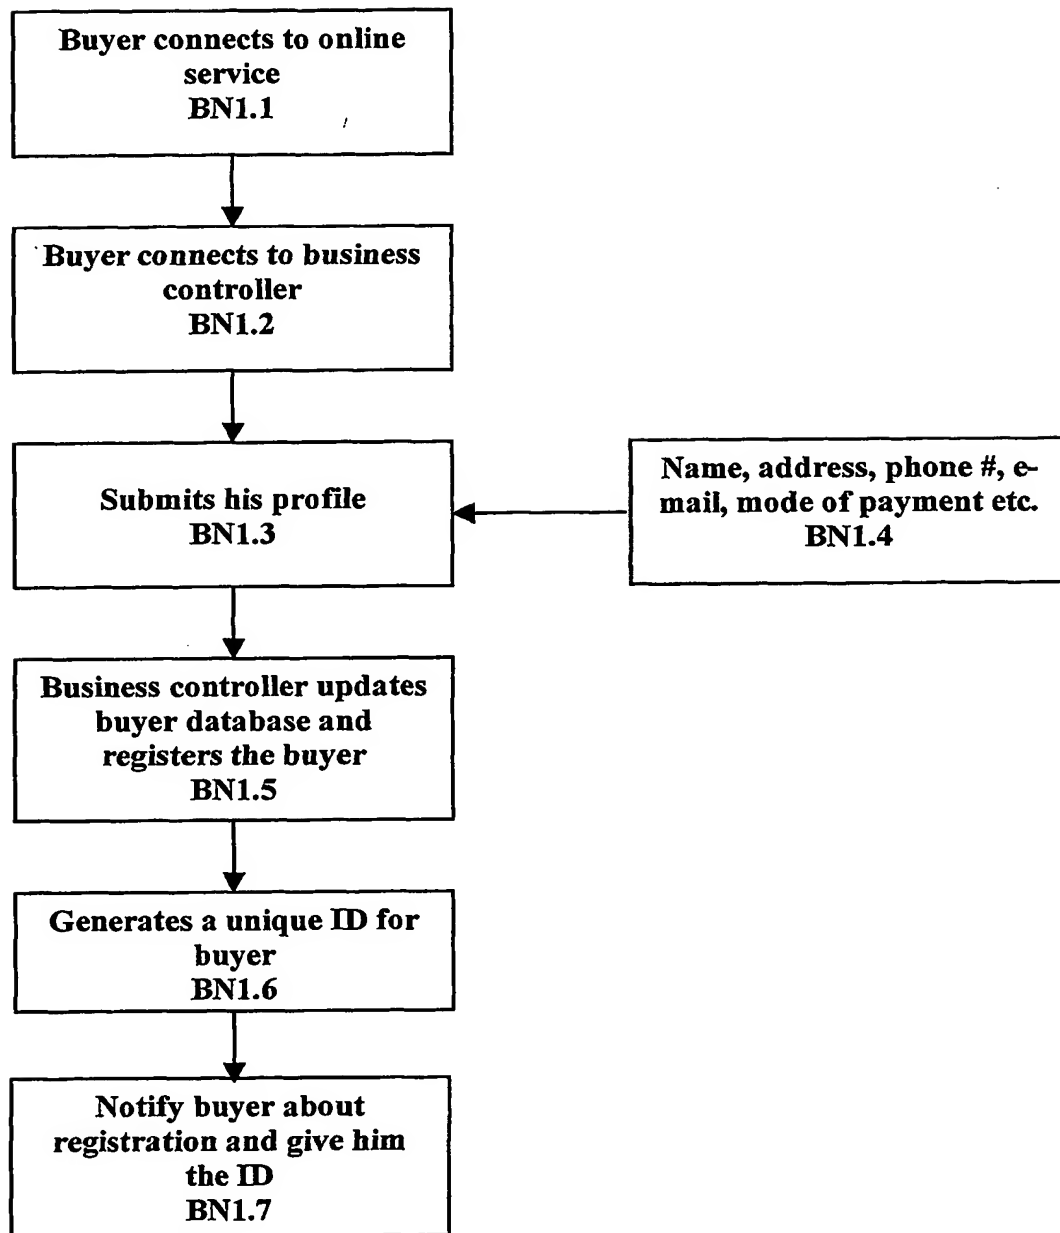 Buyer connects to online
service
BN1.1
Buyer connects to business
controller
BN1.2
Submits his profile
BN1.3
Name, address, phone #, e-
mail, mode of payment etc.
BN1.4
Business controller updates
buyer database and
registers the buyer
BN1.5
Generates a unique ID for
buyer
BN1.6
Notify buyer about
registration and give him
the ID
BN1.7